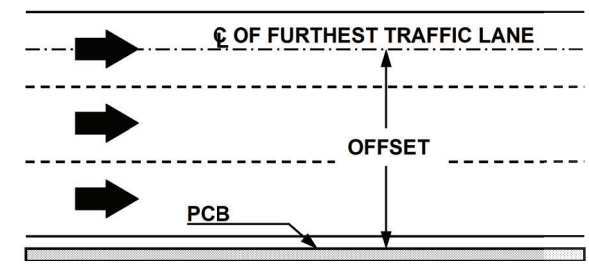 ℄ OF FURTHEST TRAFFIC LANE
OFFSET
PCB